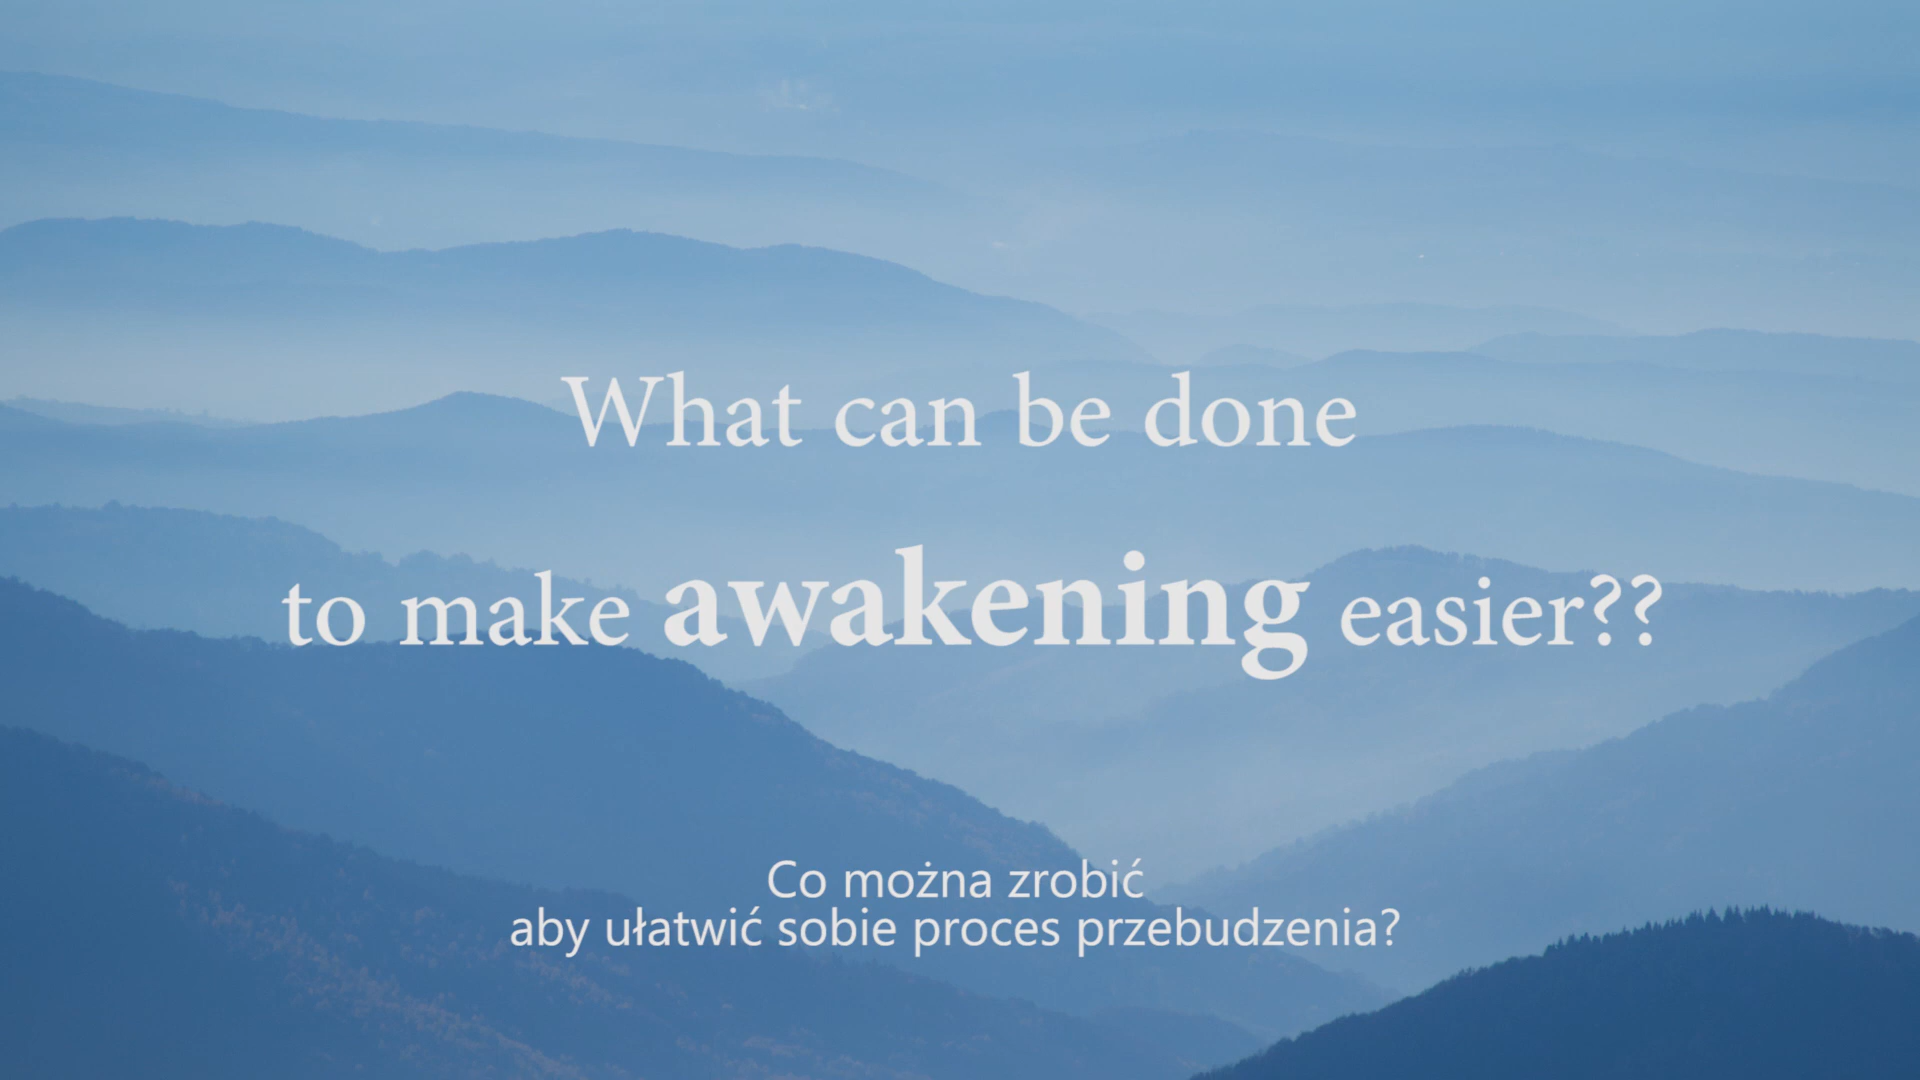 What can be done
to make awakening easier??
Co można zrobić
aby ułatwić sobie proces przebudzenia?